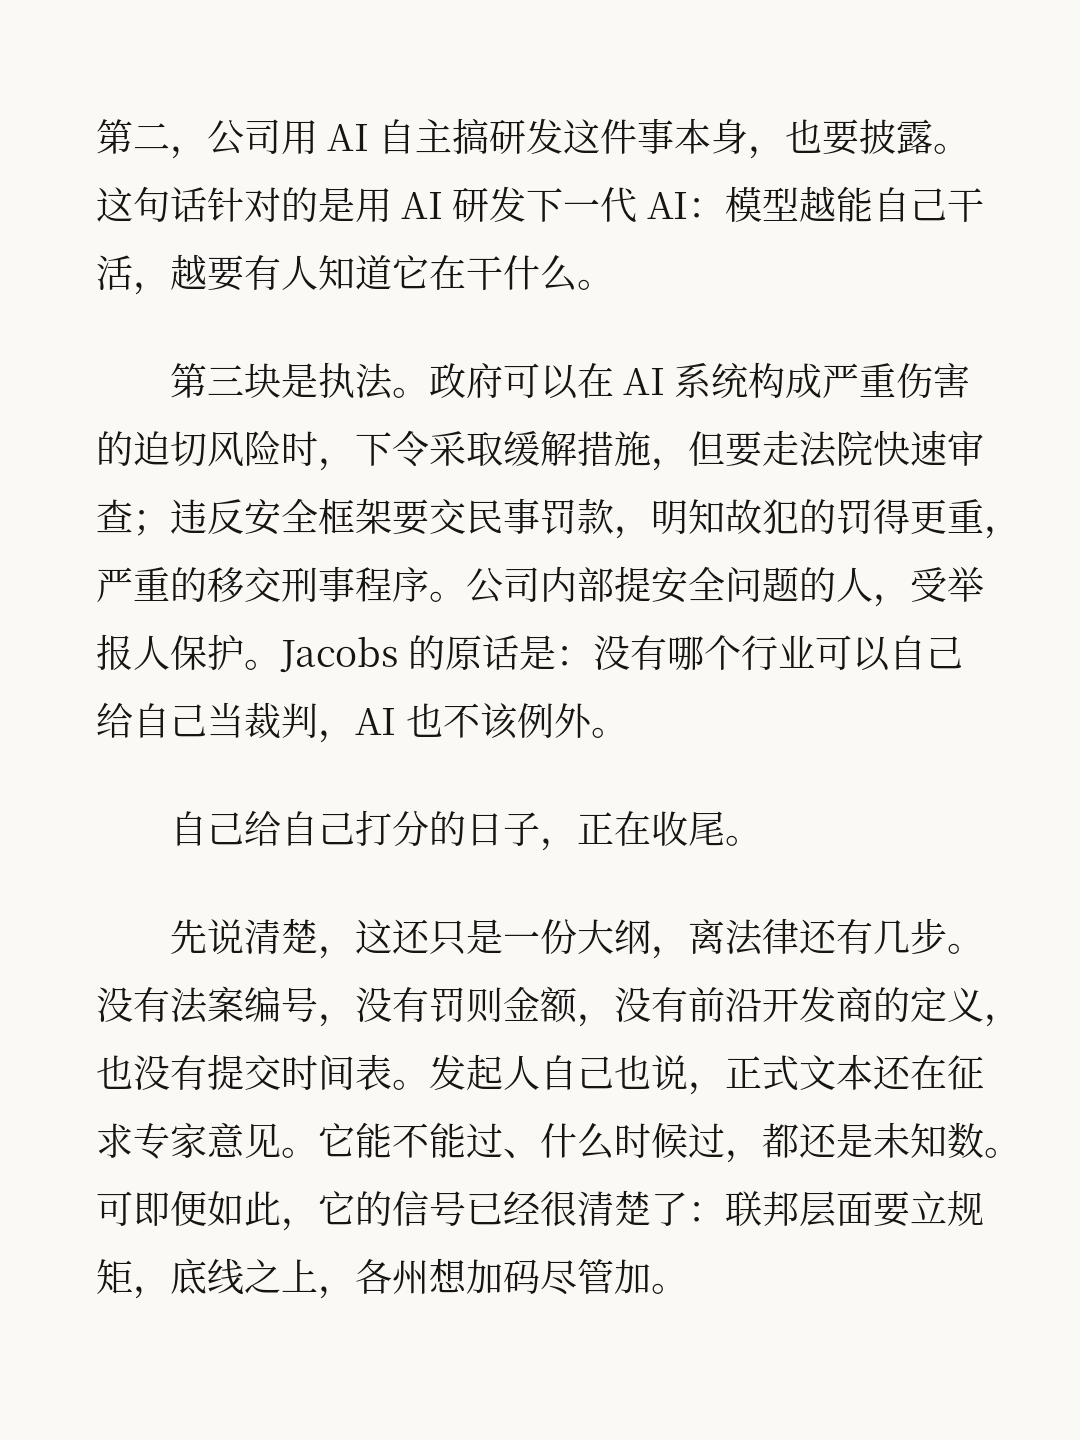 第二，公司用 AI 自主搞研发这件事本身，也要披露。
这句话针对的是用 AI 研发下一代 AI：模型越能自己干
活，越要有人知道它在干什么。
第三块是执法。政府可以在 AI 系统构成严重伤害
的迫切风险时，下令采取缓解措施，但要走法院快速审
查；违反安全框架要交民事罚款，明知故犯的罚得更重，
严重的移交刑事程序。公司内部提安全问题的人，受举
报人保护。Jacobs 的原话是：没有哪个行业可以自己
给自己当裁判，AI 也不该例外。
自己给自己打分的日子，正在收尾。
先说清楚，这还只是一份大纲，离法律还有几步。
没有法案编号，没有罚则金额，没有前沿开发商的定义，
也没有提交时间表。发起人自己也说，正式文本还在征
求专家意见。它能不能过、什么时候过，都还是未知数。
可即便如此，它的信号已经很清楚了：联邦层面要立规
矩，底线之上，各州想加码尽管加。